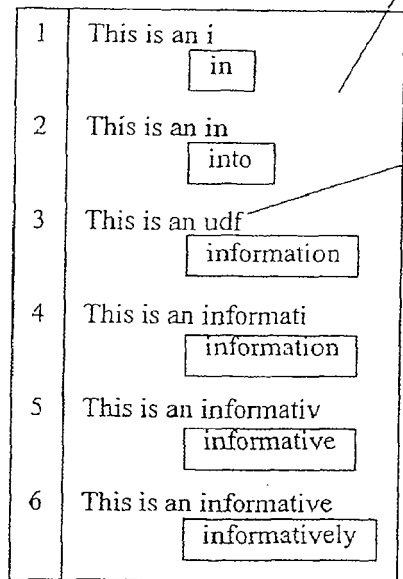 1 This is an i
in
2 This is an in
into
3 This is an udf
information
4 This is an informati
information
5 This is an informativ
informative
6 This is an informative
informatively